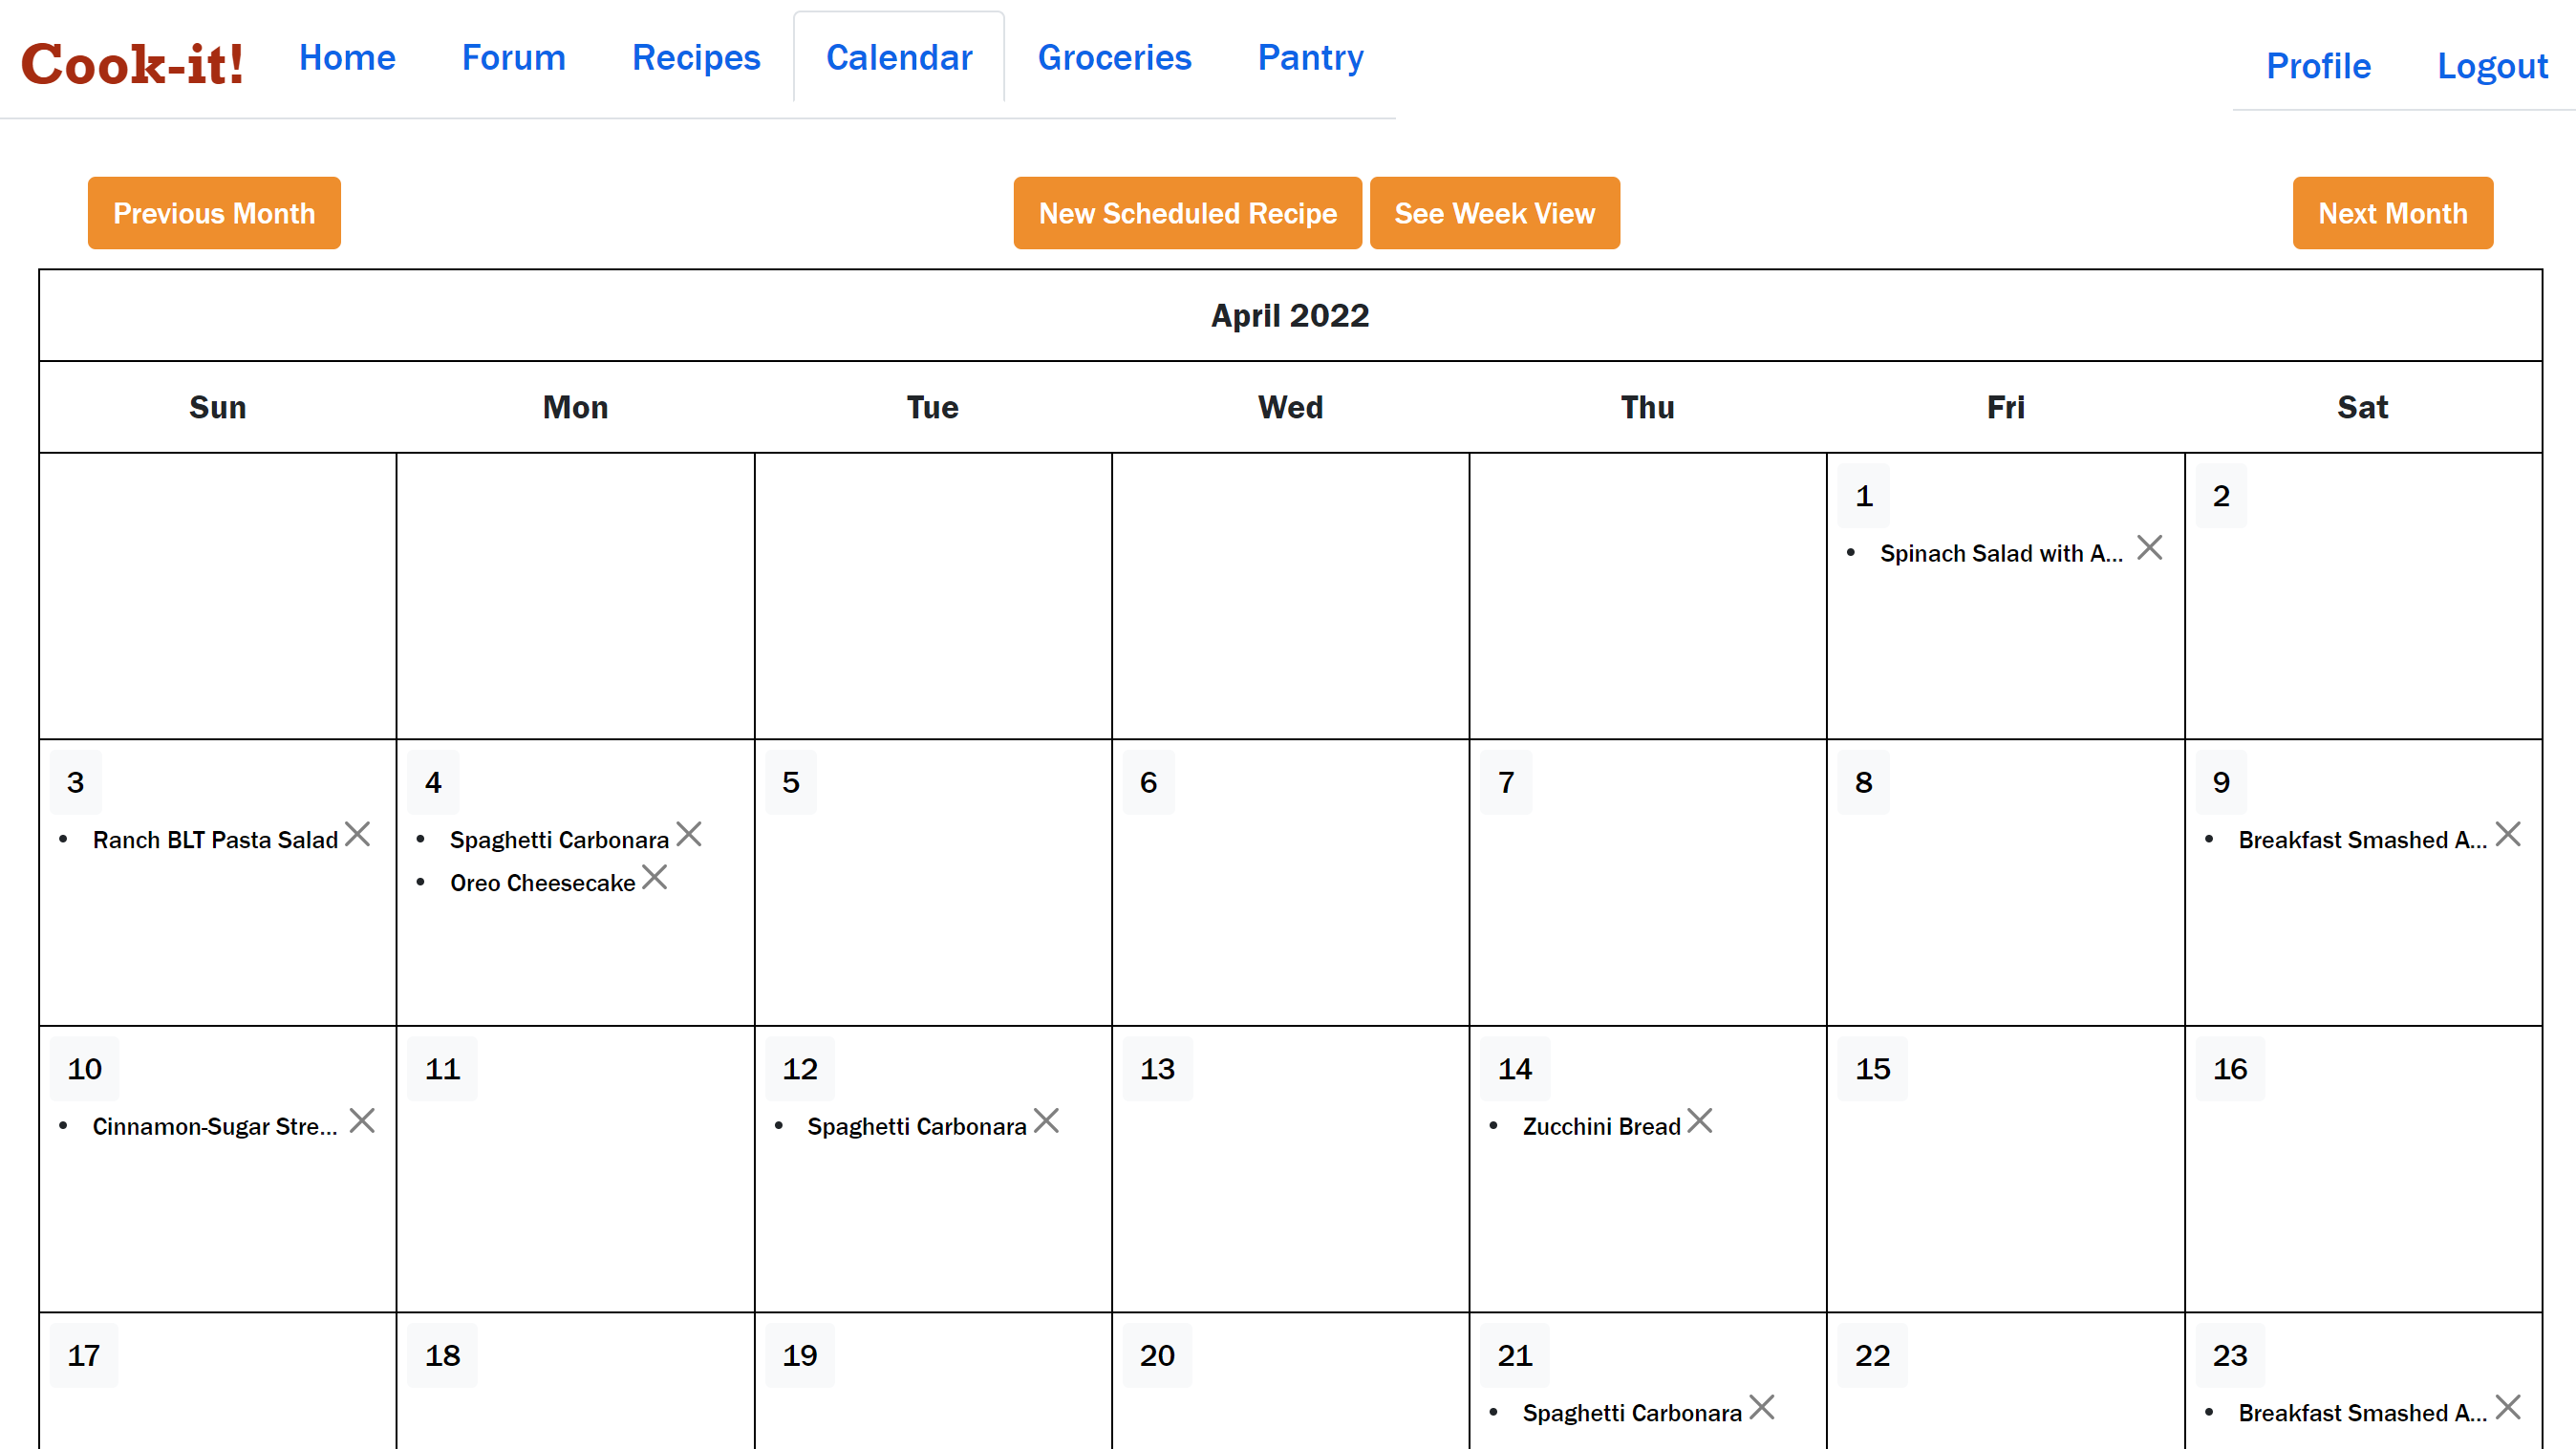 Cook-it! Home Forum Recipes Calendar Groceries Pantry Profile Logout
Previous Month New Scheduled Recipe See Week View Next Month
April 2022
Sun Mon Tue Wed Thu Fri Sat
1 2
• Spinach Salad with A...
3 4 5 6 7 8 9
• Ranch BLT Pasta Salad • Spaghetti Carbonara • Breakfast Smashed A...
• Oreo Cheesecake
10 11 12 13 14 15 16
• Cinnamon-Sugar Stre... • Spaghetti Carbonara • Zucchini Bread
17 18 19 20 21 22 23
• Spaghetti Carbonara • Breakfast Smashed A...